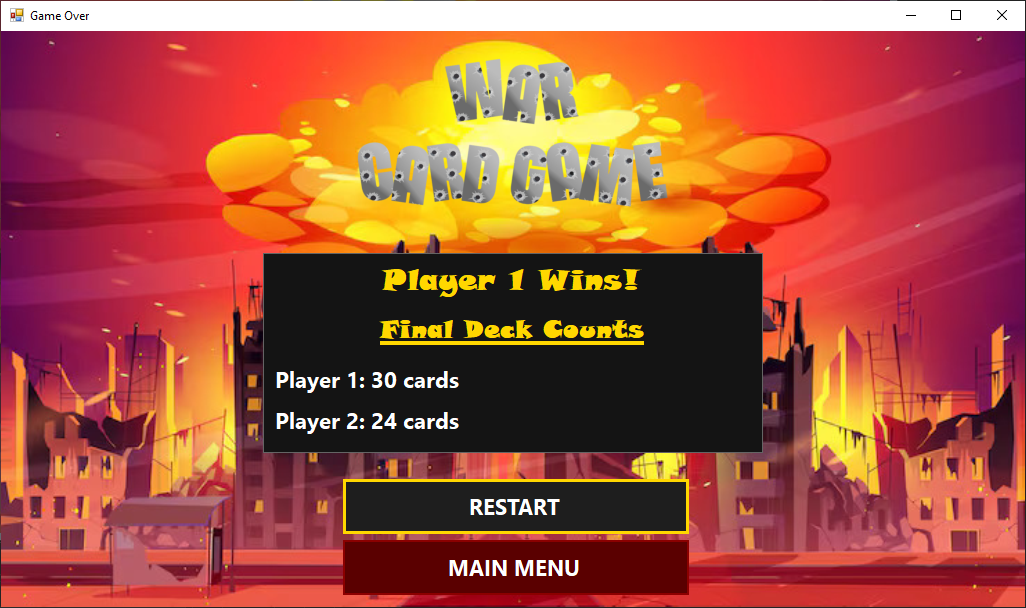 Game Over
WAR
CARD GAME
Player 1 Wins!
Final Deck Counts
Player 1: 30 cards
Player 2: 24 cards
RESTART
MAIN MENU